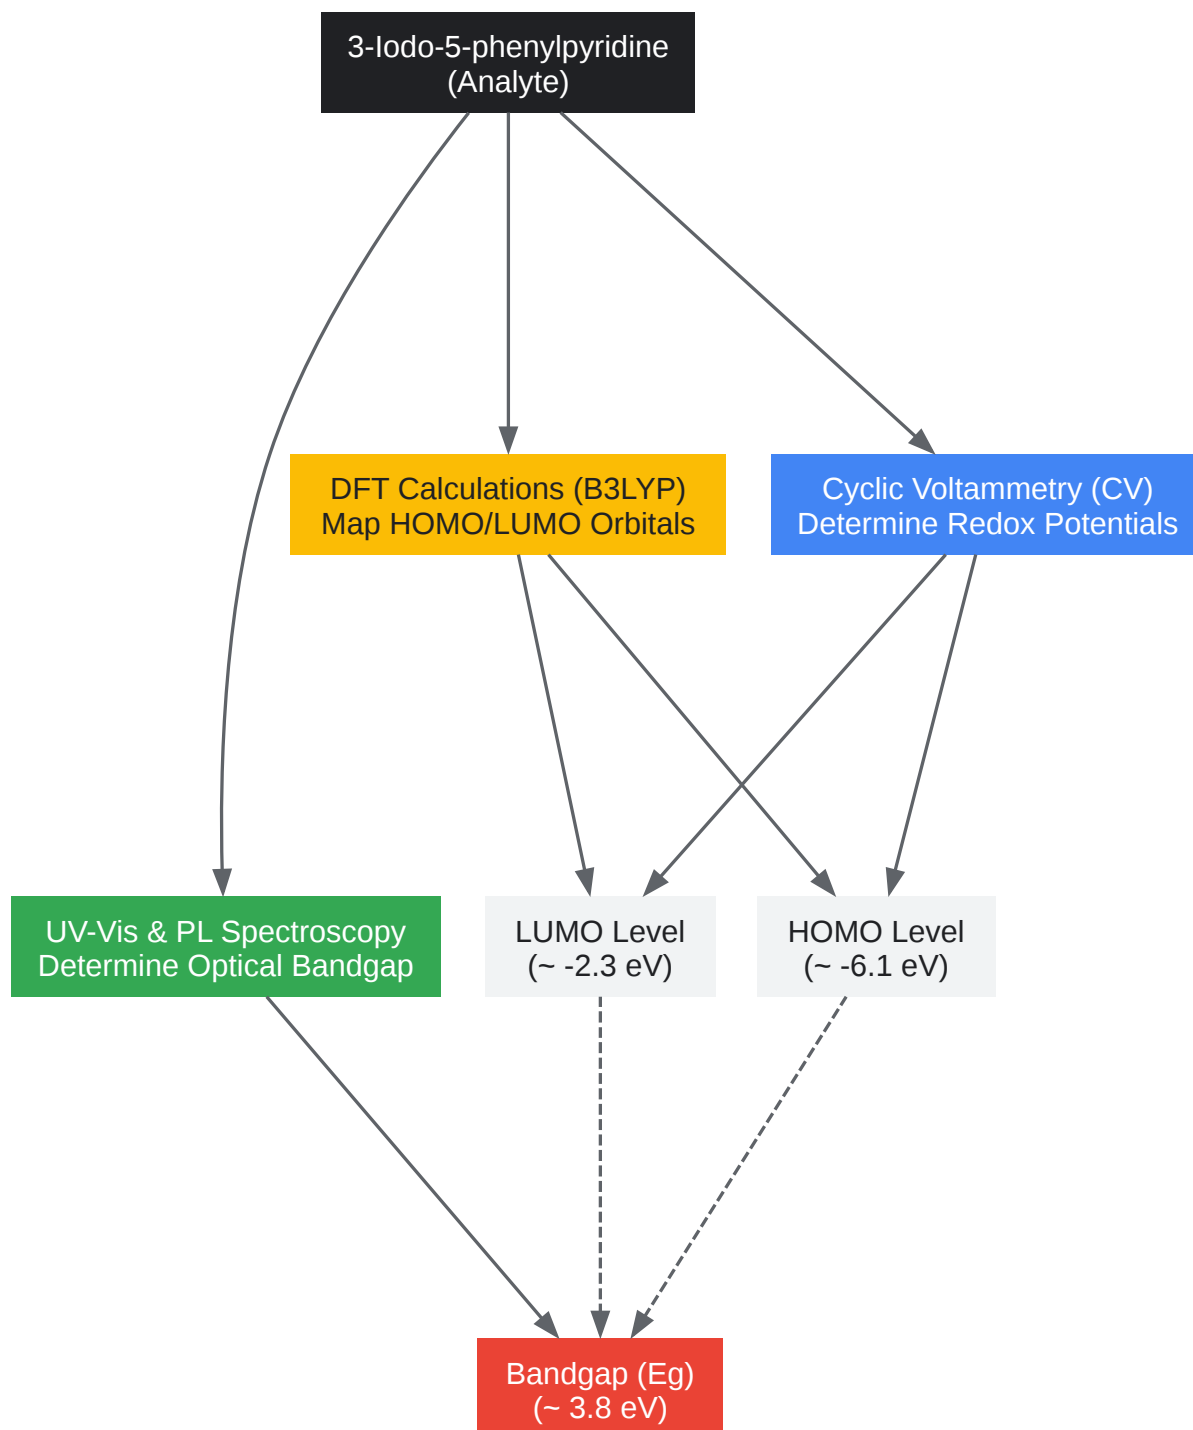 3-Iodo-5-phenylpyridine
(Analyte)
DFT Calculations (B3LYP)
Map HOMO/LUMO Orbitals
Cyclic Voltammetry (CV)
Determine Redox Potentials
UV-Vis & PL Spectroscopy
Determine Optical Bandgap
LUMO Level
(~ -2.3 eV)
HOMO Level
(~ -6.1 eV)
Bandgap (Eg)
(~ 3.8 eV)